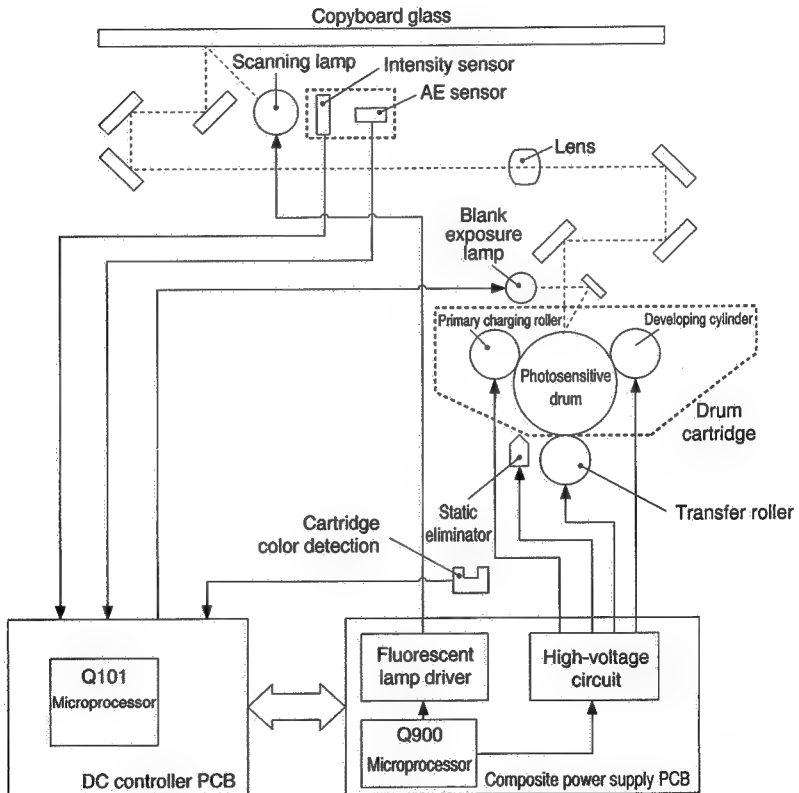 Copyboard glass
Scanning lamp
Intensity sensor
AE sensor
Lens
Blank
exposure
lamp
Primary charging roller
Developing cylinder
Photosensitive
drum
Drum
cartridge
Static
eliminator
Transfer roller
Cartridge
color detection
Q101
Microprocessor
DC controller PCB
Fluorescent
lamp driver
High-voltage
circuit
Q900
Microprocessor
Composite power supply PCB